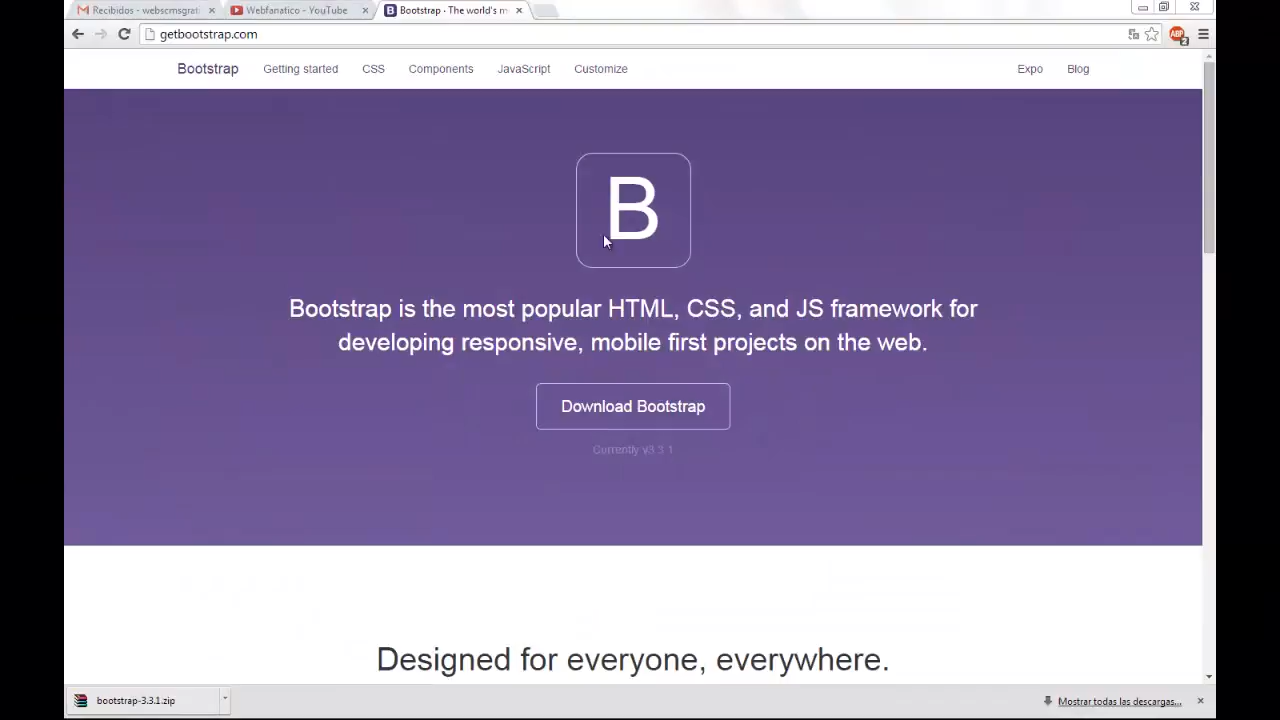 Recibidos - webscmsgrati
Webfanatico - YouTube
Bootstrap · The world's m
getbootstrap.com
ABP
2
Bootstrap Getting started CSS Components JavaScript Customize Expo Blog
B
Bootstrap is the most popular HTML, CSS, and JS framework for
developing responsive, mobile first projects on the web.
Download Bootstrap
Currently v3.3.1
Designed for everyone, everywhere.
bootstrap-3.3.1.zip
Mostrar todas las descargas...